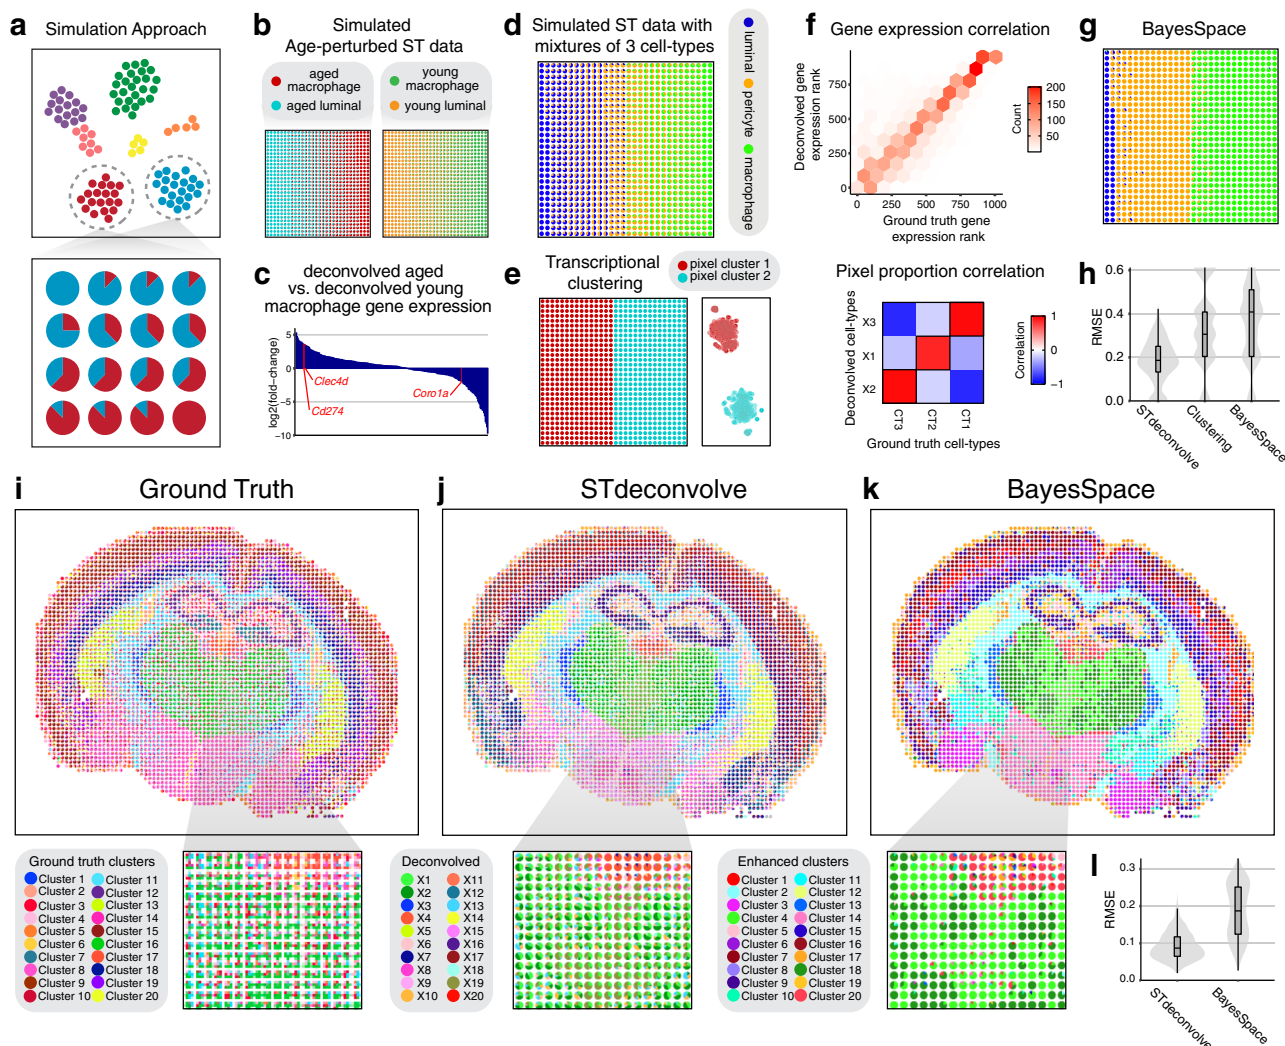 a Simulation Approach
b Simulated
Age-perturbed ST data
aged
macrophage
aged luminal
young
macrophage
young luminal
c deconvolved aged
vs. deconvolved young
macrophage gene expression
log2(fold-change)
5
0
−5
−10
Clec4d
Cd274
Coro1a
d Simulated ST data with
mixtures of 3 cell-types
luminal
pericyte
macrophage
e Transcriptional
clustering
pixel cluster 1
pixel cluster 2
f Gene expression correlation
Deconvolved gene
expression rank
750
500
250
0
0 250 500 750 1000
Ground truth gene
expression rank
Count
200
150
100
50
Pixel proportion correlation
Deconvolved cell-types
X3
X1
X2
CT3
CT2
CT1
Ground truth cell-types
Correlation
1
0
−1
g BayesSpace
h
RMSE
0.6
0.4
0.2
0.0
STdeconvolve
Clustering
BayesSpace
i Ground Truth
j STdeconvolve
k BayesSpace
Ground truth clusters
Cluster 1 Cluster 11
Cluster 2 Cluster 12
Cluster 3 Cluster 13
Cluster 4 Cluster 14
Cluster 5 Cluster 15
Cluster 6 Cluster 16
Cluster 7 Cluster 17
Cluster 8 Cluster 18
Cluster 9 Cluster 19
Cluster 10 Cluster 20
Deconvolved
X1 X11
X2 X12
X3 X13
X4 X14
X5 X15
X6 X16
X7 X17
X8 X18
X9 X19
X10 X20
Enhanced clusters
Cluster 1 Cluster 11
Cluster 2 Cluster 12
Cluster 3 Cluster 13
Cluster 4 Cluster 14
Cluster 5 Cluster 15
Cluster 6 Cluster 16
Cluster 7 Cluster 17
Cluster 8 Cluster 18
Cluster 9 Cluster 19
Cluster 10 Cluster 20
l
RMSE
0.3
0.2
0.1
0.0
STdeconvolve
BayesSpace